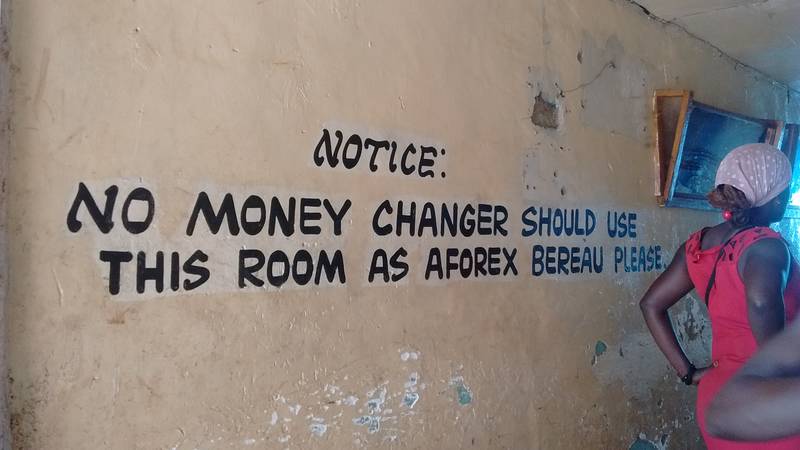 NOTICE:
NO MONEY CHANGER SHOULD USE
THIS ROOM AS AFOREX BEREAU PLEASE.